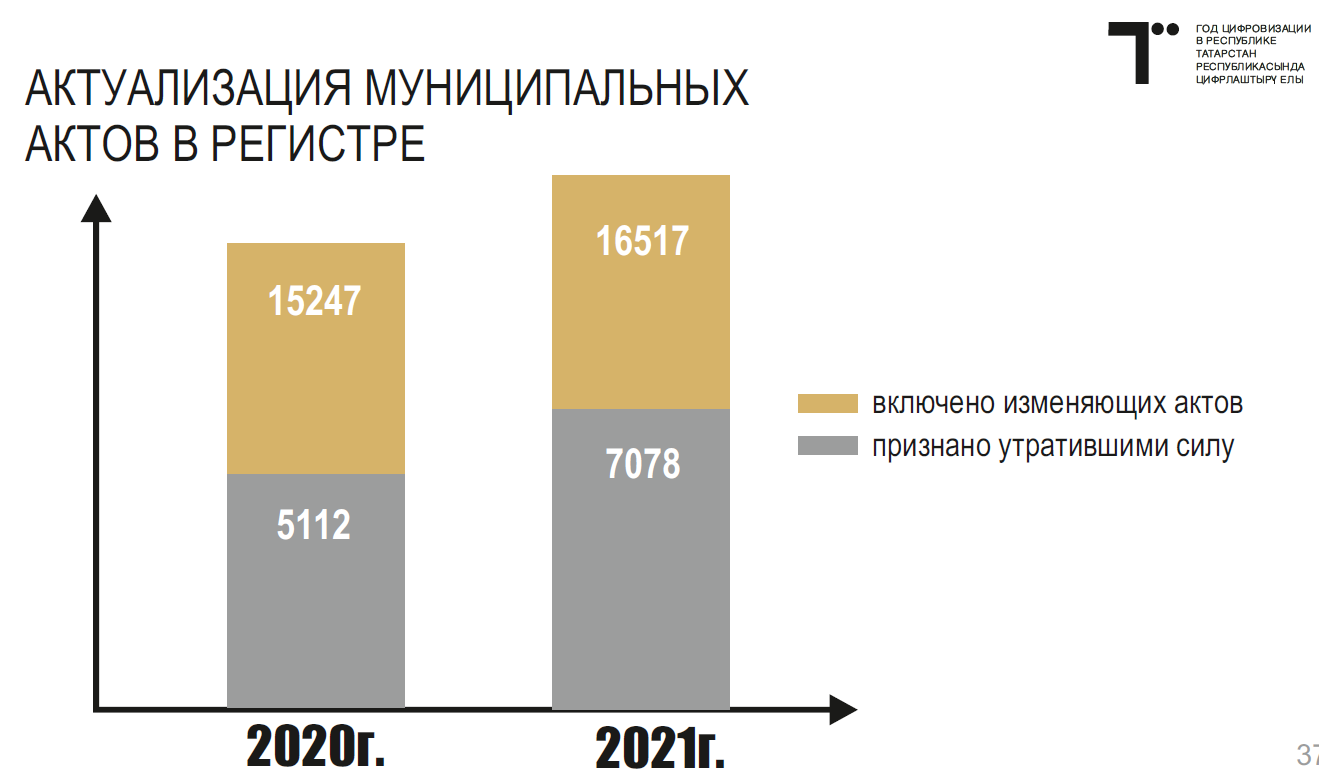 ГОД ЦИФРОВИЗАЦИИ
В РЕСПУБЛИКЕ
ТАТАРСТАН
РЕСПУБЛИКАСЫНДА
ЦИФРЛАШТЫРУ ЕЛЫ
АКТУАЛИЗАЦИЯ МУНИЦИПАЛЬНЫХ
АКТОВ В РЕГИСТРЕ
16517
15247
включено изменяющих актов
признано утратившими силу
7078
5112
2020г.
2021г.
37